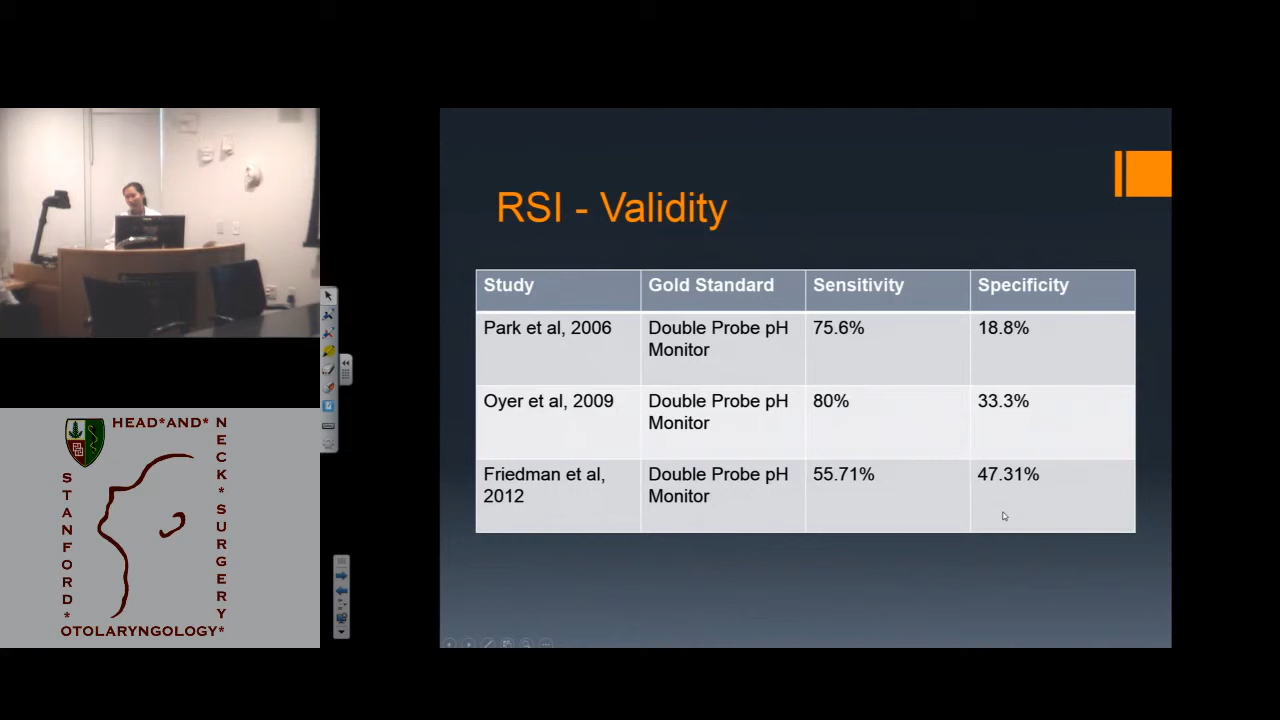 RSI - Validity
Study Gold Standard Sensitivity Specificity
Park et al, 2006 Double Probe pH Monitor 75.6% 18.8%
Oyer et al, 2009 Double Probe pH Monitor 80% 33.3%
Friedman et al, 2012 Double Probe pH Monitor 55.71% 47.31%
HEAD*AND*
NECK*SURGERY
STANFORD*
OTOLARYNGOLOGY*